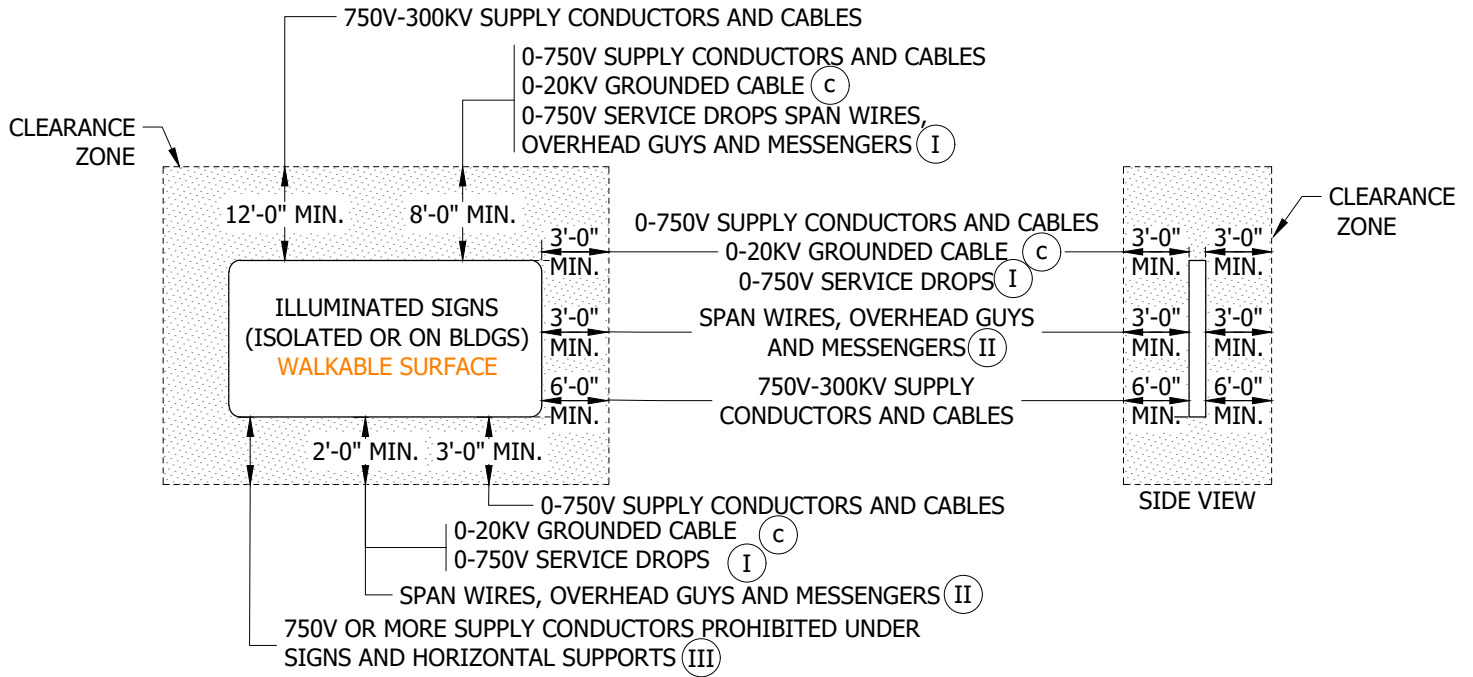 750V-300KV SUPPLY CONDUCTORS AND CABLES
0-750V SUPPLY CONDUCTORS AND CABLES
0-20KV GROUNDED CABLE c
0-750V SERVICE DROPS SPAN WIRES,
OVERHEAD GUYS AND MESSENGERS I
CLEARANCE
ZONE
12'-0" MIN.
8'-0" MIN.
ILLUMINATED SIGNS
(ISOLATED OR ON BLDGS)
WALKABLE SURFACE
3'-0"
MIN.
3'-0"
MIN.
6'-0"
MIN.
0-750V SUPPLY CONDUCTORS AND CABLES
0-20KV GROUNDED CABLE c
0-750V SERVICE DROPS I
SPAN WIRES, OVERHEAD GUYS
AND MESSENGERS II
750V-300KV SUPPLY
CONDUCTORS AND CABLES
3'-0" 3'-0"
MIN. MIN.
3'-0" 3'-0"
MIN. MIN.
6'-0" 6'-0"
MIN. MIN.
CLEARANCE
ZONE
SIDE VIEW
2'-0" MIN. 3'-0" MIN.
0-750V SUPPLY CONDUCTORS AND CABLES
0-20KV GROUNDED CABLE c
0-750V SERVICE DROPS I
SPAN WIRES, OVERHEAD GUYS AND MESSENGERS II
750V OR MORE SUPPLY CONDUCTORS PROHIBITED UNDER
SIGNS AND HORIZONTAL SUPPORTS III